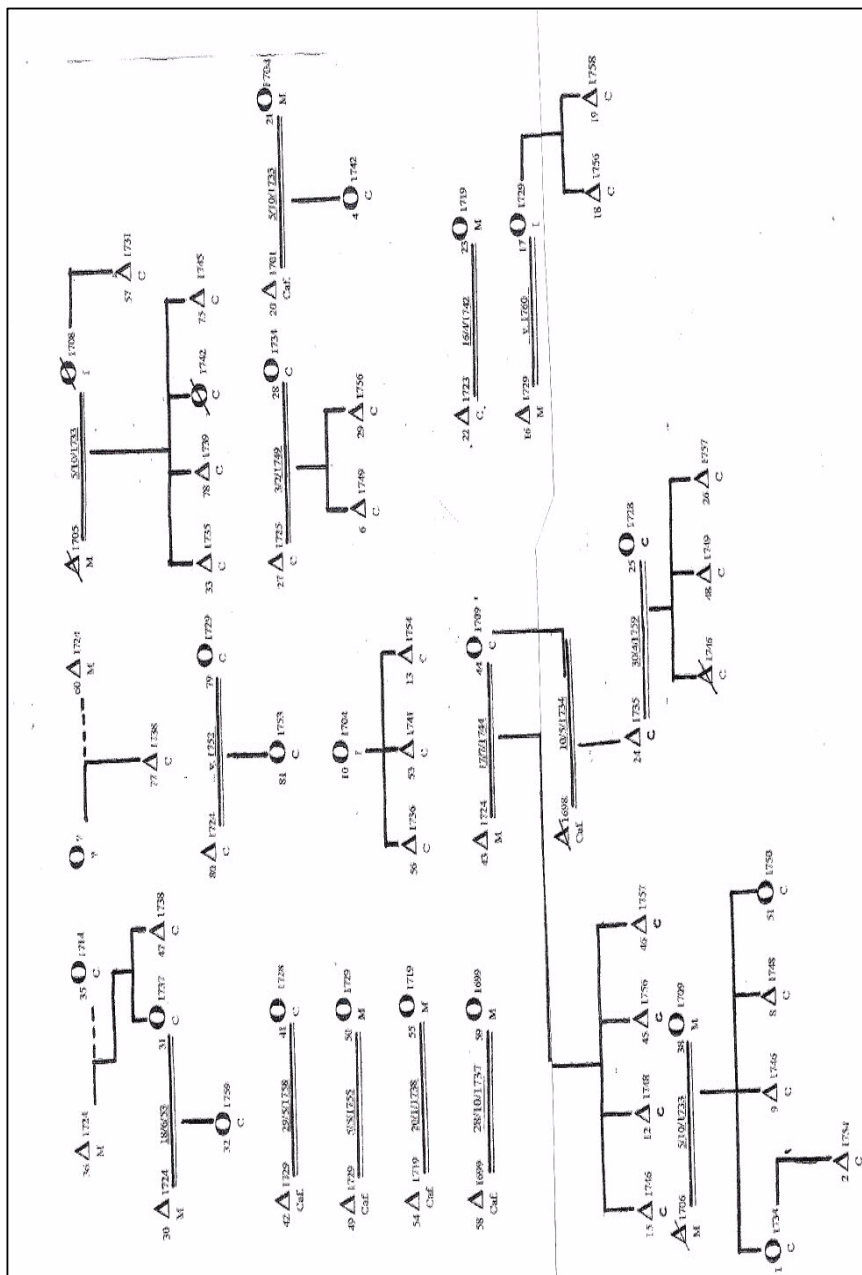 36 1724 35 1714 ? 60 1724 1705 5/10/1733 1708
M C ? M M I
31 1737 47 1738 77 1738 57 1731
C C C C
30 1724 18/6/53
M
33 1735 78 1739 1742 75 1745
C C C C
32 1759 80 1724 v. 1752 79 1729
C C C
42 1729 29/5/1758 41 1728 81 1753 27 1725 3/2/1749 28 1734 20 1701 5/10/1733 21 1704
Caf. C C C C Caf. M
49 1729 5/8/1755 50 1729 10 1704 6 1749 29 1756 4 1742
Caf. M C C C
54 1719 20/1/1738 55 1719 56 1736 53 1741 13 1754
Caf. M C C C
58 1699 28/10/1737 59 1699 43 1724 17/7/1744 44 1709 22 1723 16/4/1742 23 1719
Caf. M M C C. M
1698 10/5/1734 16 1729 v. 1760 17 1729
Caf. M I
15 1746 12 1748 45 1756 46 1757 24 1735 30/4/1759 25 1728 18 1756 19 1758
C C C C C C C C
1706 5/10/1733 38 1709 1746 48 1749 26 1757
M M C C C
1 1734 9 1746 8 1748 51 1750
C C C C
2 1754
C